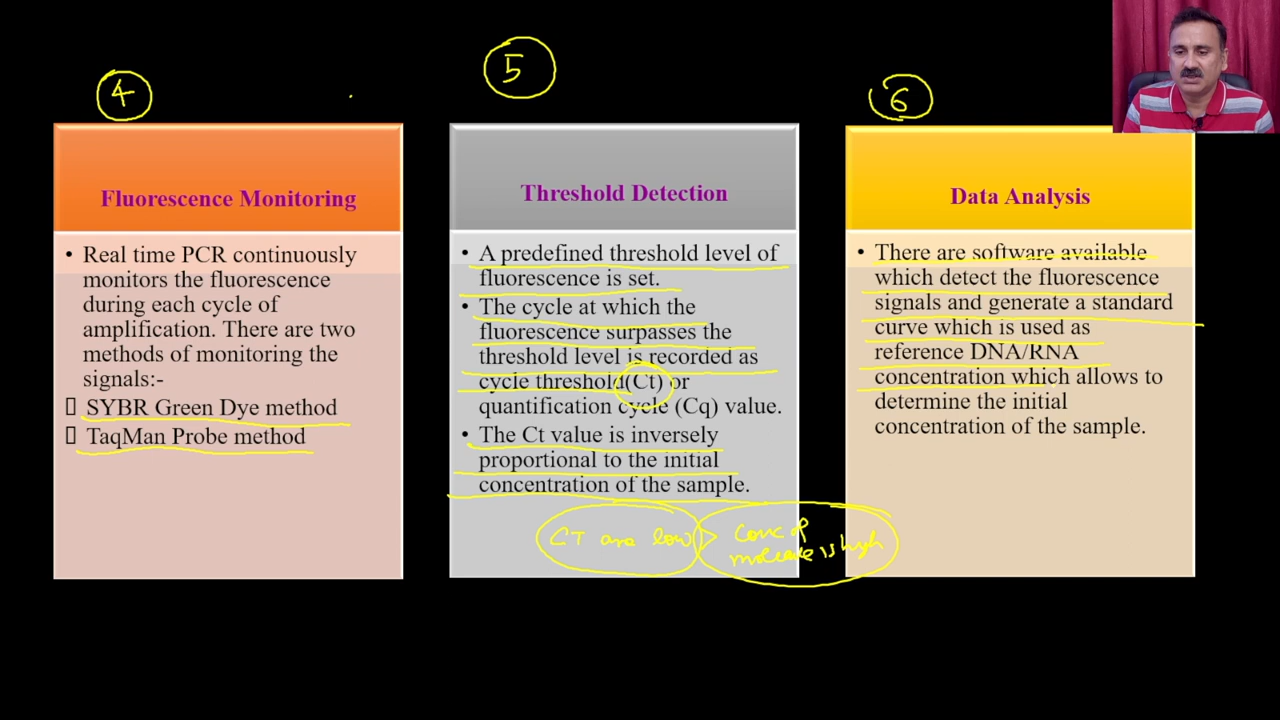 4
5
6
Fluorescence Monitoring
• Real time PCR continuously
monitors the fluorescence
during each cycle of
amplification. There are two
methods of monitoring the
signals:-
SYBR Green Dye method
TaqMan Probe method
Threshold Detection
• A predefined threshold level of
fluorescence is set.
• The cycle at which the
fluorescence surpasses the
threshold level is recorded as
cycle threshold(Ct) or
quantification cycle (Cq) value.
• The Ct value is inversely
proportional to the initial
concentration of the sample.
CT are low > Conc of
molecule is high
Data Analysis
• There are software available
which detect the fluorescence
signals and generate a standard
curve which is used as
reference DNA/RNA
concentration which allows to
determine the initial
concentration of the sample.